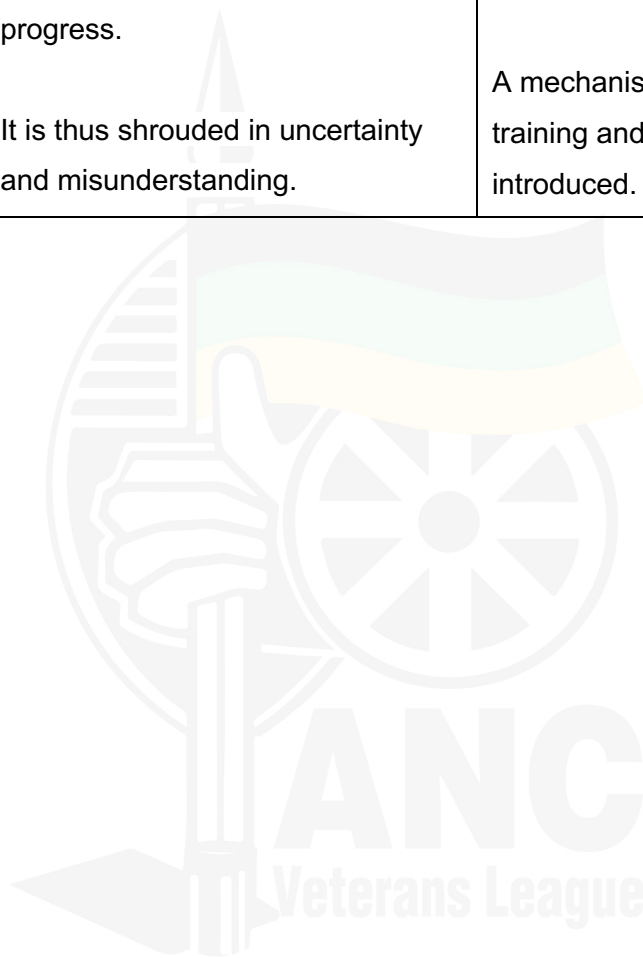 progress.
It is thus shrouded in uncertainty
and misunderstanding.
A mechanis
training and
introduced.
ANC
Veterans League